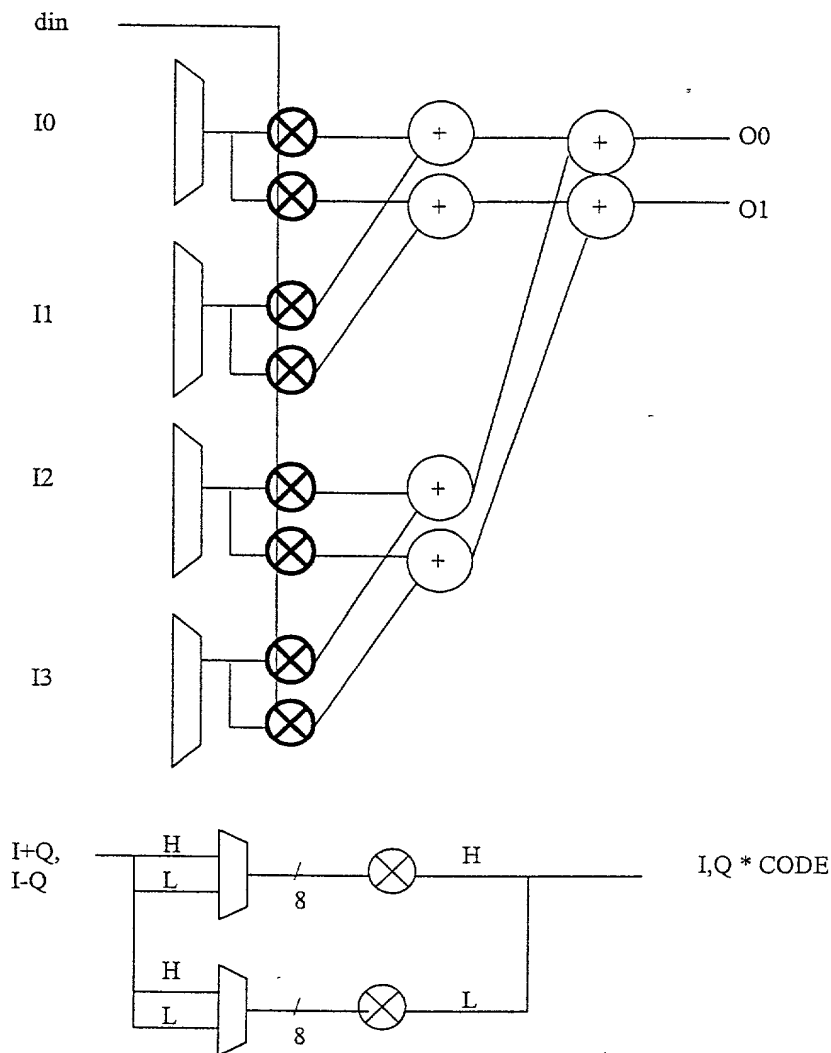 din
I0
+
+
O0
+
+
O1
I1
I2
+
+
I3
I+Q,
I-Q
H
L
8
H
I,Q * CODE
H
L
8
L